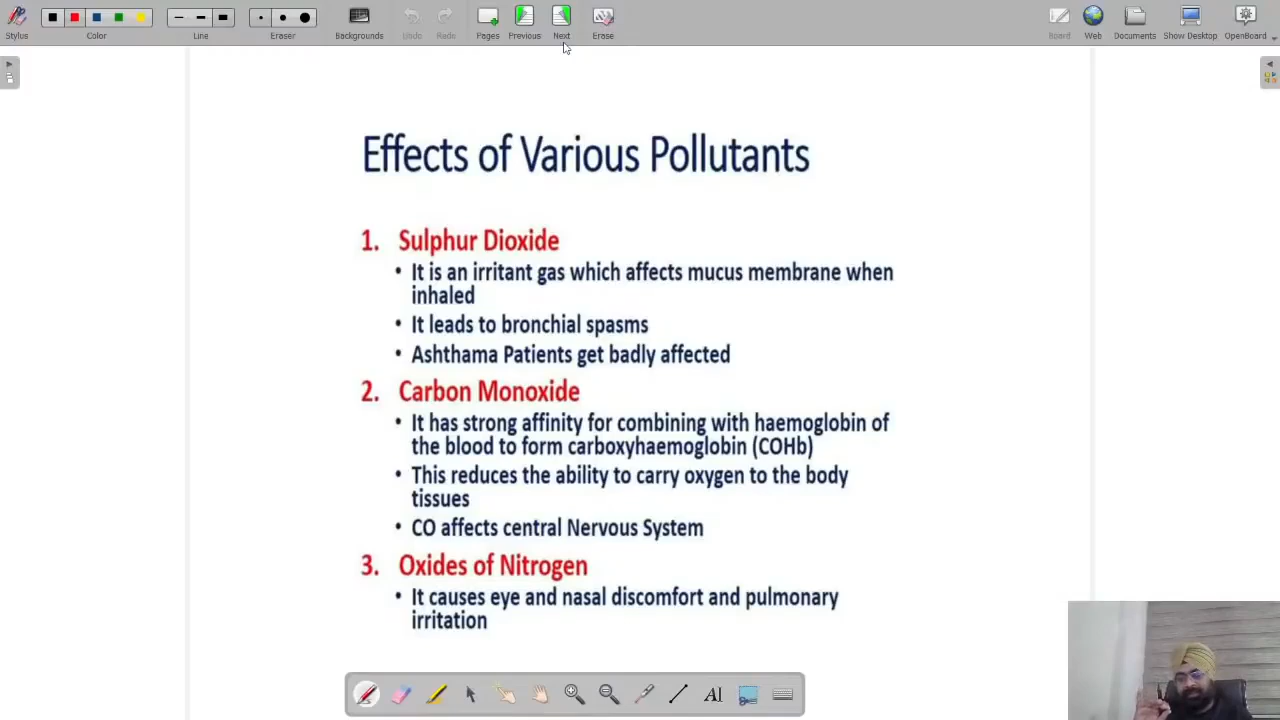 Stylus
Color
Line
Eraser
Backgrounds
Undo
Redo
Pages
Previous
Next
Erase
Board
Web
Documents
Show Desktop
OpenBoard
Effects of Various Pollutants
1. Sulphur Dioxide
• It is an irritant gas which affects mucus membrane when
inhaled
• It leads to bronchial spasms
• Ashthama Patients get badly affected
2. Carbon Monoxide
• It has strong affinity for combining with haemoglobin of
the blood to form carboxyhaemoglobin (COHb)
• This reduces the ability to carry oxygen to the body
tissues
• CO affects central Nervous System
3. Oxides of Nitrogen
• It causes eye and nasal discomfort and pulmonary
irritation
AI